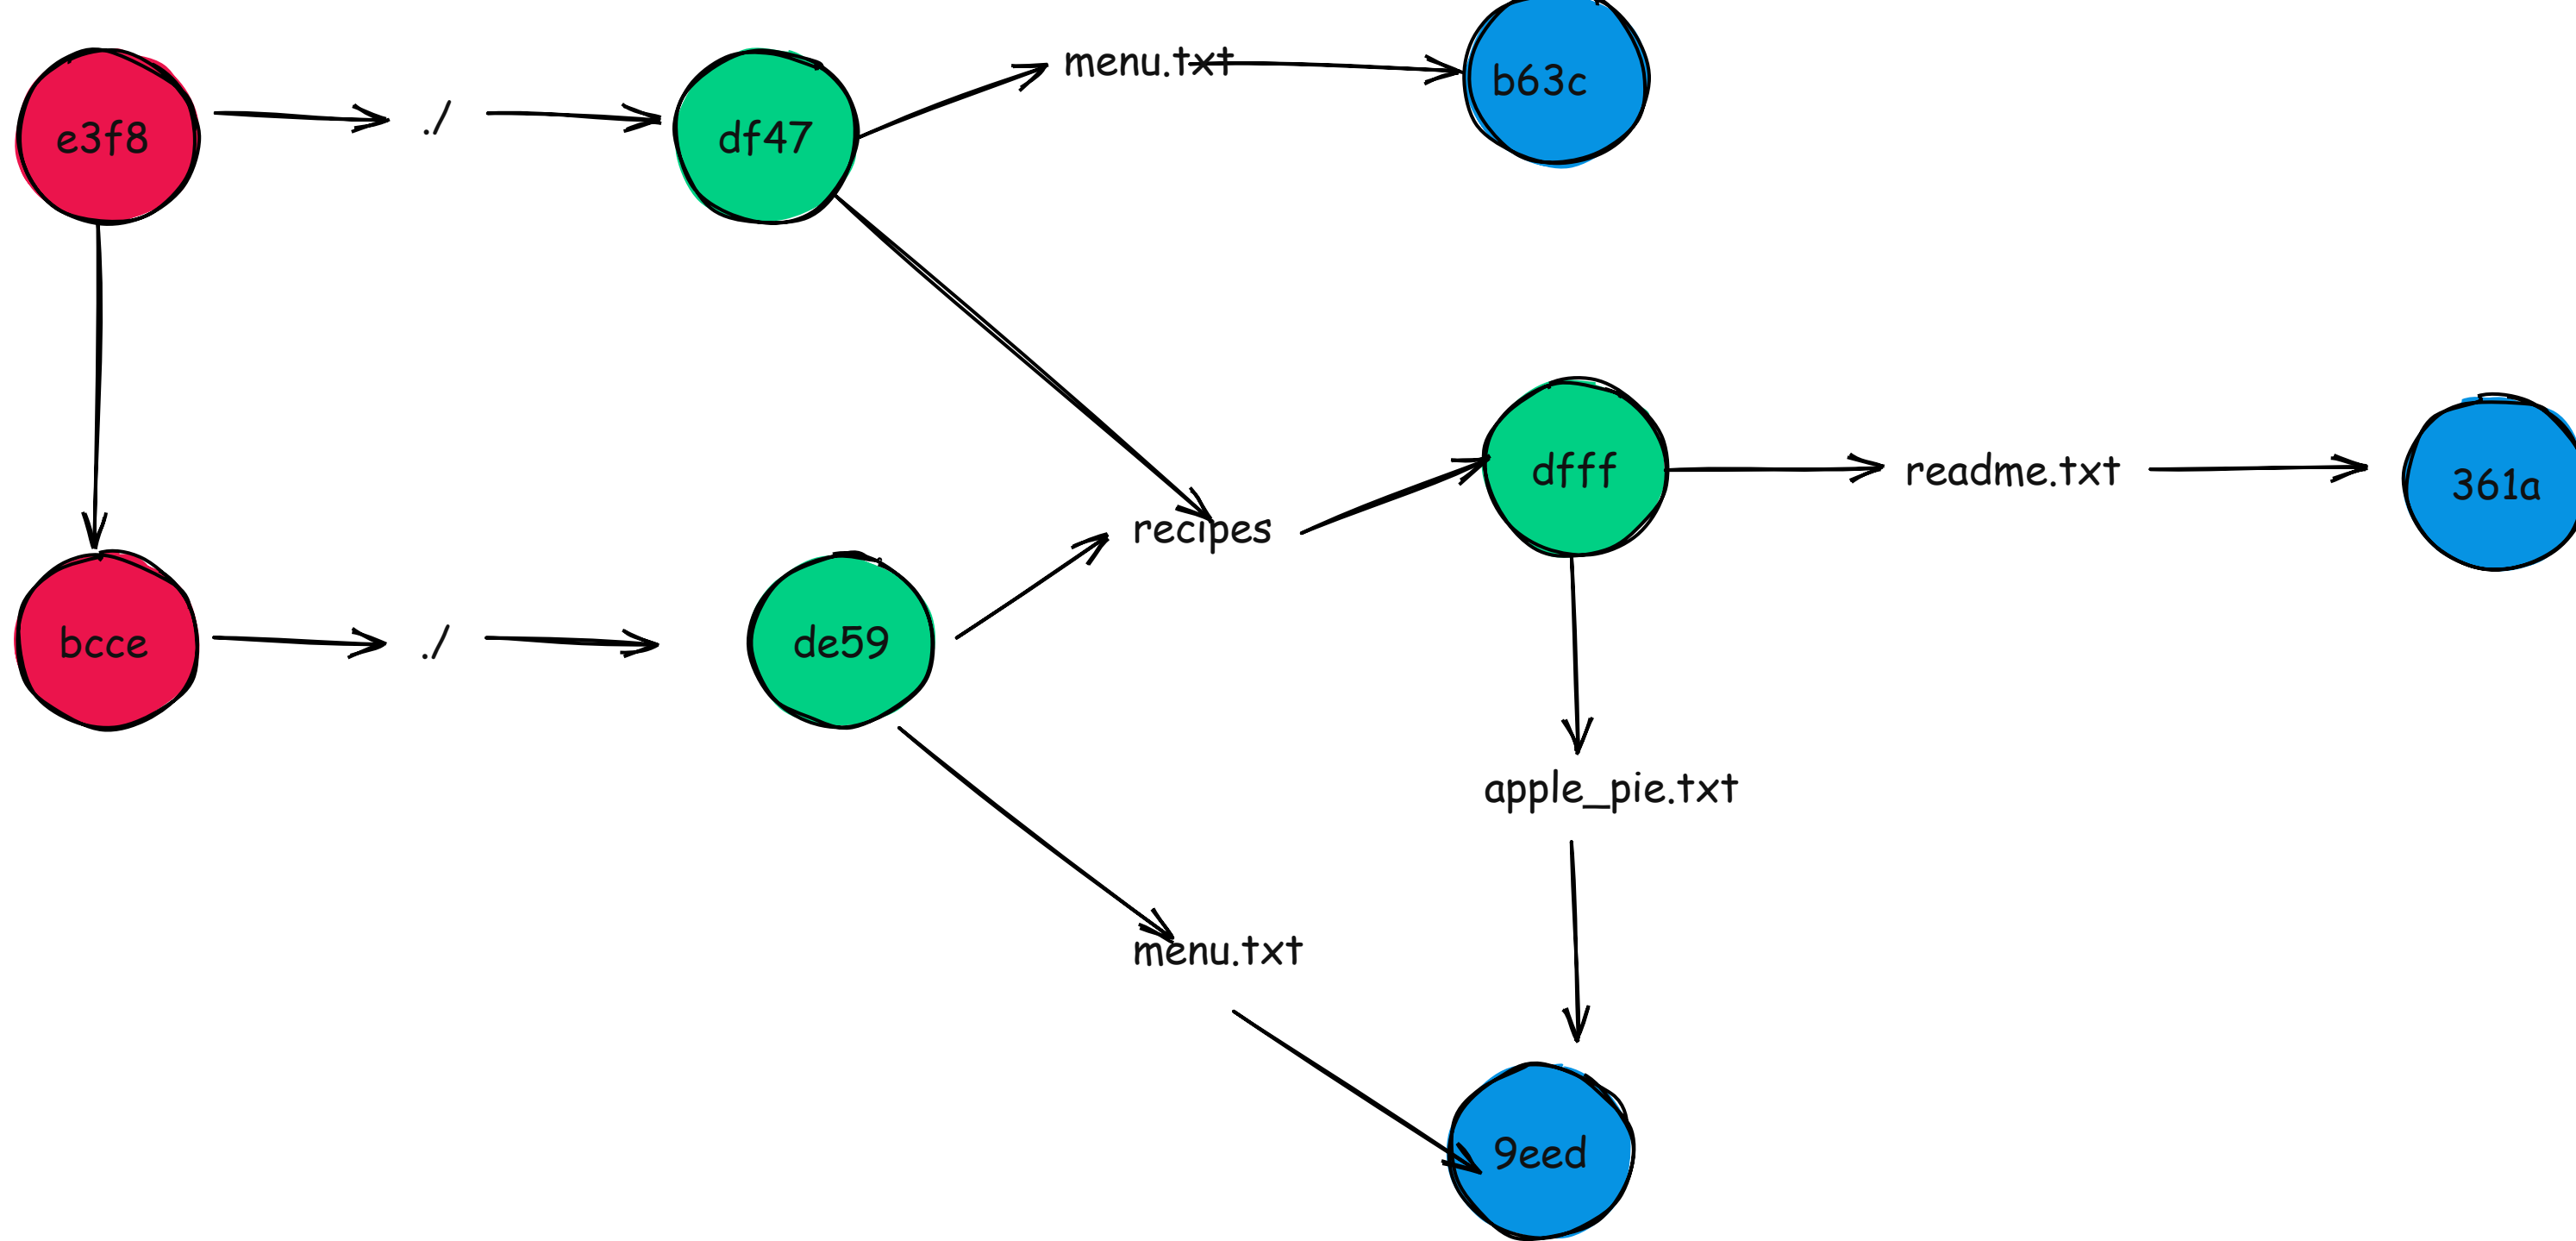 e3f8
./
df47
menu.txt
b63c
recipes
dfff
readme.txt
361a
bcce
./
de59
apple_pie.txt
menu.txt
9eed